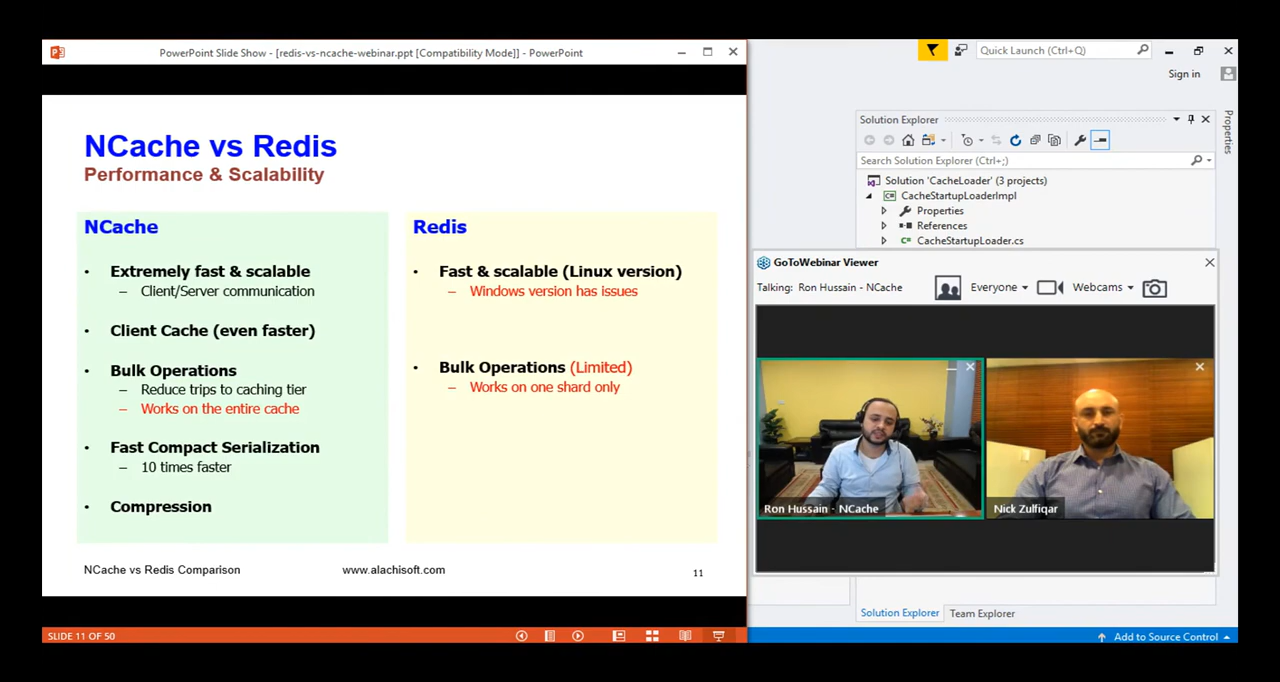 PowerPoint Slide Show - [redis-vs-ncache-webinar.ppt [Compatibility Mode]] - PowerPoint
NCache vs Redis
Performance & Scalability
NCache
• Extremely fast & scalable
– Client/Server communication
• Client Cache (even faster)
• Bulk Operations
– Reduce trips to caching tier
– Works on the entire cache
• Fast Compact Serialization
– 10 times faster
• Compression
Redis
• Fast & scalable (Linux version)
– Windows version has issues
• Bulk Operations (Limited)
– Works on one shard only
NCache vs Redis Comparison
www.alachisoft.com
11
SLIDE 11 OF 50
Quick Launch (Ctrl+Q)
Sign in
Solution Explorer
Properties
Search Solution Explorer (Ctrl+;)
Solution 'CacheLoader' (3 projects)
CacheStartupLoaderImpl
Properties
References
CacheStartupLoader.cs
GoToWebinar Viewer
Talking: Ron Hussain - NCache
Everyone
Webcams
Ron Hussain - NCache
Nick Zulfiqar
Solution Explorer
Team Explorer
Add to Source Control